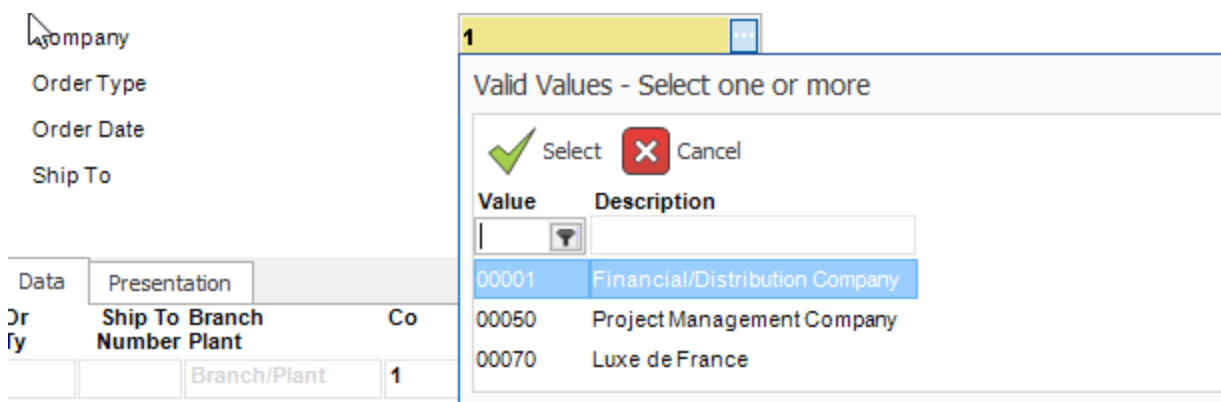 Company
1
Order Type
Order Date
Ship To
Valid Values - Select one or more
Select
Cancel
Value
Description
00001
Financial/Distribution Company
00050
Project Management Company
00070
Luxe de France
Data
Presentation
Or
Ty
Ship To
Number
Branch
Plant
Co
Branch/Plant
1